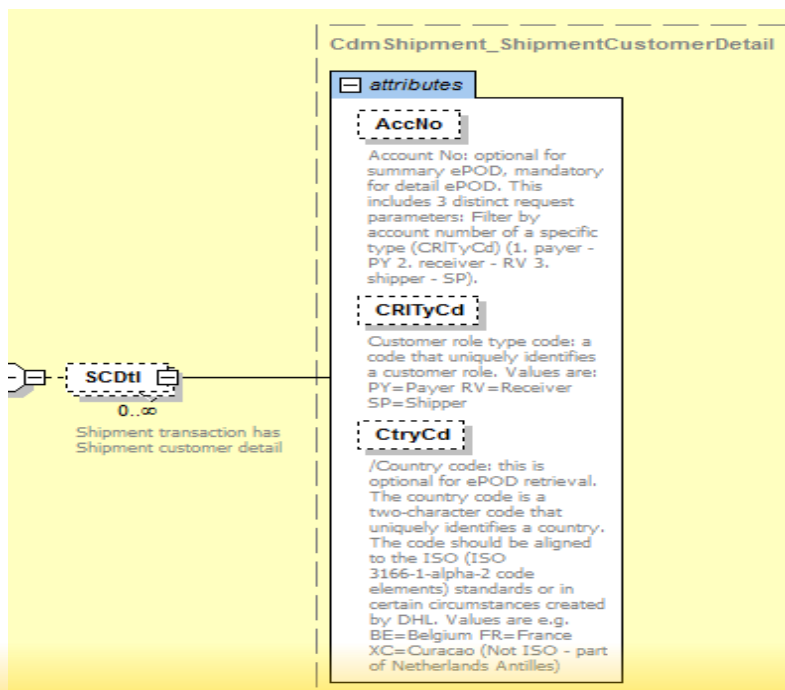 CdmShipment_ShipmentCustomerDetail
attributes
AccNo
Account No: optional for
summary ePOD, mandatory
for detail ePOD. This
includes 3 distinct request
parameters: Filter by
account number of a specific
type (CRlTyCd) (1. payer -
PY 2. receiver - RV 3.
shipper - SP).
CRlTyCd
Customer role type code: a
code that uniquely identifies
a customer role. Values are:
PY=Payer RV=Receiver
SP=Shipper
SCDtl
0..∞
Shipment transaction has
Shipment customer detail
CtryCd
/Country code: this is
optional for ePOD retrieval.
The country code is a
two-character code that
uniquely identifies a country.
The code should be aligned
to the ISO (ISO
3166-1-alpha-2 code
elements) standards or in
certain circumstances created
by DHL. Values are e.g.
BE=Belgium FR=France
XC=Curacao (Not ISO - part
of Netherlands Antilles)